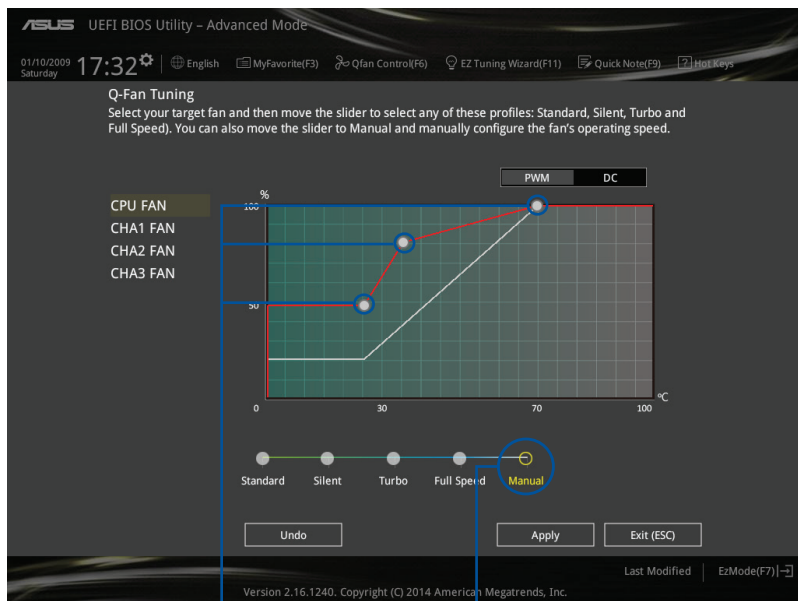 ASUS UEFI BIOS Utility – Advanced Mode
01/10/2009 Saturday 17:32 English MyFavorite(F3) Qfan Control(F6) EZ Tuning Wizard(F11) Quick Note(F9) ? Hot Keys
Q-Fan Tuning
Select your target fan and then move the slider to select any of these profiles: Standard, Silent, Turbo and
Full Speed). You can also move the slider to Manual and manually configure the fan's operating speed.
PWM DC
CPU FAN
CHA1 FAN
CHA2 FAN
CHA3 FAN
%
100
50
0 30 70 100
ºC
Standard Silent Turbo Full Speed Manual
Undo Apply Exit (ESC)
Last Modified EzMode(F7)
Version 2.16.1240. Copyright (C) 2014 American Megatrends, Inc.